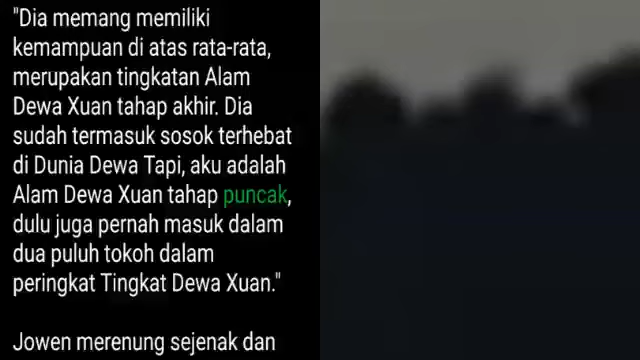 "Dia memang memiliki
kemampuan di atas rata-rata,
merupakan tingkatan Alam
Dewa Xuan tahap akhir. Dia
sudah termasuk sosok terhebat
di Dunia Dewa Tapi, aku adalah
Alam Dewa Xuan tahap puncak,
dulu juga pernah masuk dalam
dua puluh tokoh dalam
peringkat Tingkat Dewa Xuan."
Jowen merenung sejenak dan